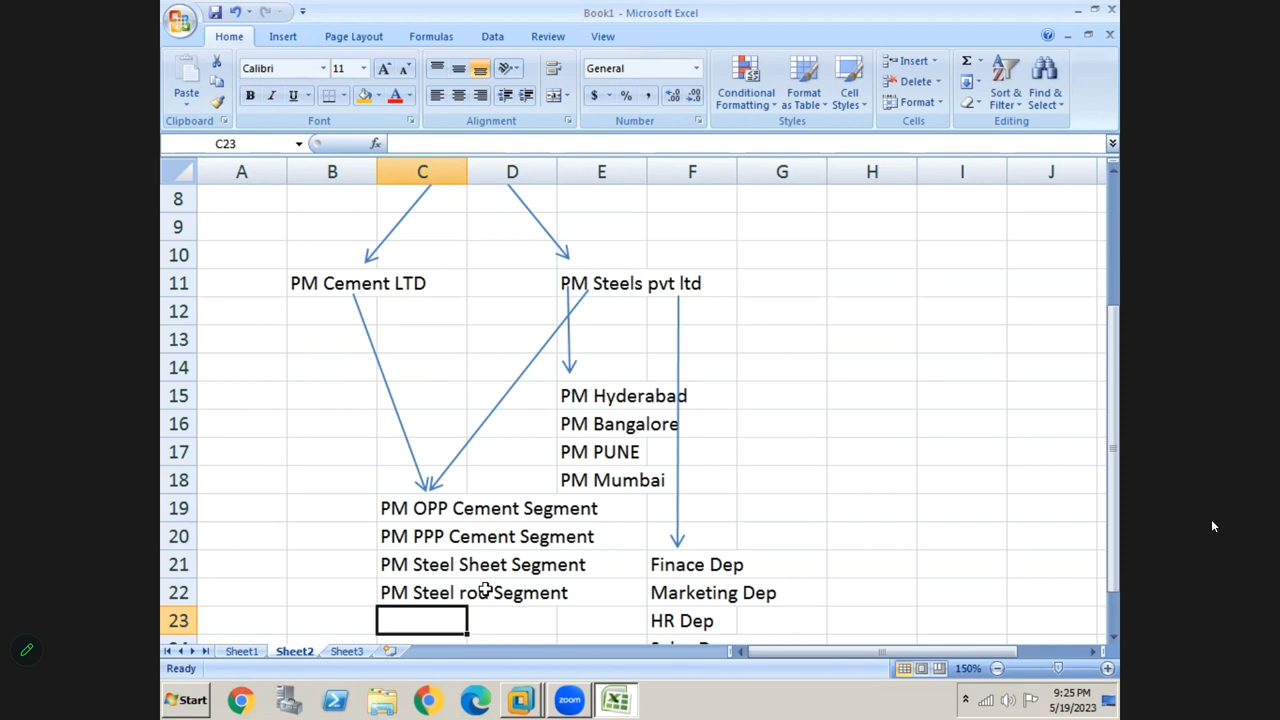 Book1 - Microsoft Excel
Home Insert Page Layout Formulas Data Review View
Calibri 11 General Insert
Paste Conditional Formatting Format as Table Cell Styles Delete Sort & Filter Find & Select
Format
Clipboard Font Alignment Number Styles Cells Editing
C23 fx
A B C D E F G H I J
8
9
10
11 PM Cement LTD PM Steels pvt ltd
12
13
14
15 PM Hyderabad
16 PM Bangalore
17 PM PUNE
18 PM Mumbai
19 PM OPP Cement Segment
20 PM PPP Cement Segment
21 PM Steel Sheet Segment Finace Dep
22 PM Steel Segment Marketing Dep
23 HR Dep
Sheet1 Sheet2 Sheet3
Ready 150%
Start zoom 9:25 PM
5/19/2023